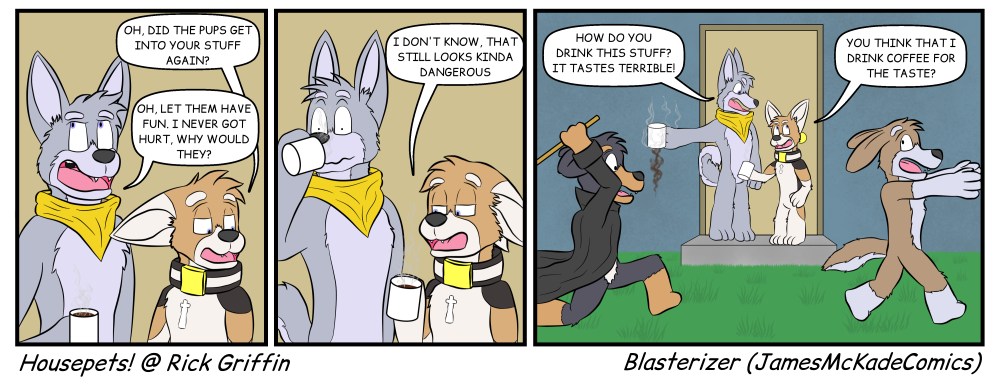 OH, DID THE PUPS GET
INTO YOUR STUFF
AGAIN?
OH, LET THEM HAVE
FUN. I NEVER GOT
HURT, WHY WOULD
THEY?
I DON'T KNOW, THAT
STILL LOOKS KINDA
DANGEROUS
HOW DO YOU
DRINK THIS STUFF?
IT TASTES TERRIBLE!
YOU THINK THAT I
DRINK COFFEE FOR
THE TASTE?
Housepets! @ Rick Griffin
Blasterizer (JamesMcKadeComics)